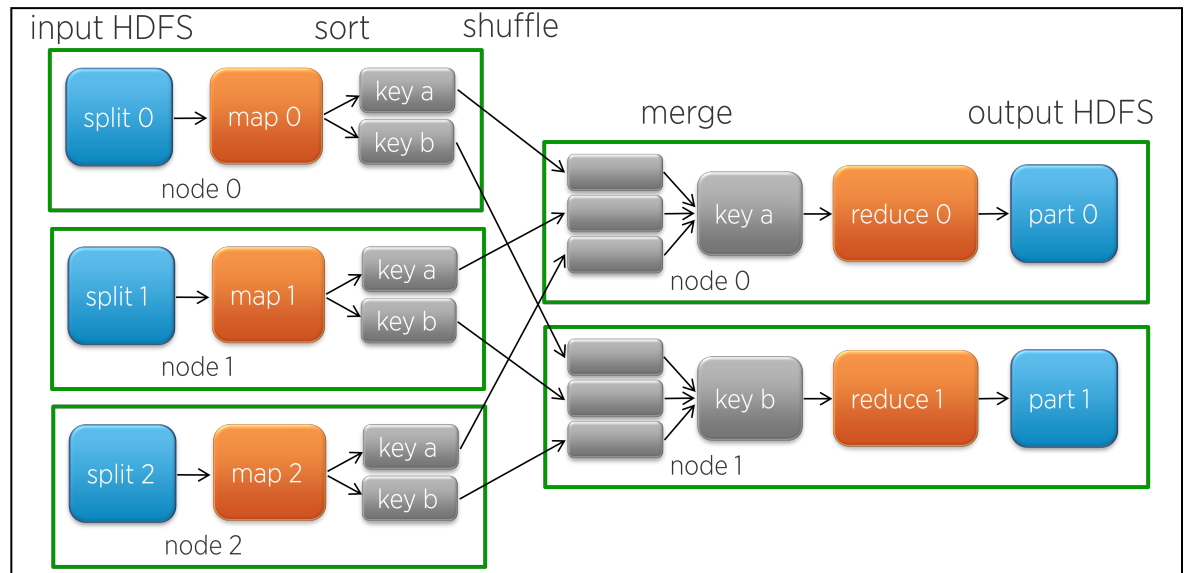 input HDFS
sort
shuffle
split 0
map 0
key a
key b
node 0
split 1
map 1
key a
key b
node 1
split 2
map 2
key a
key b
node 2
merge
output HDFS
key a
reduce 0
part 0
node 0
key b
reduce 1
part 1
node 1